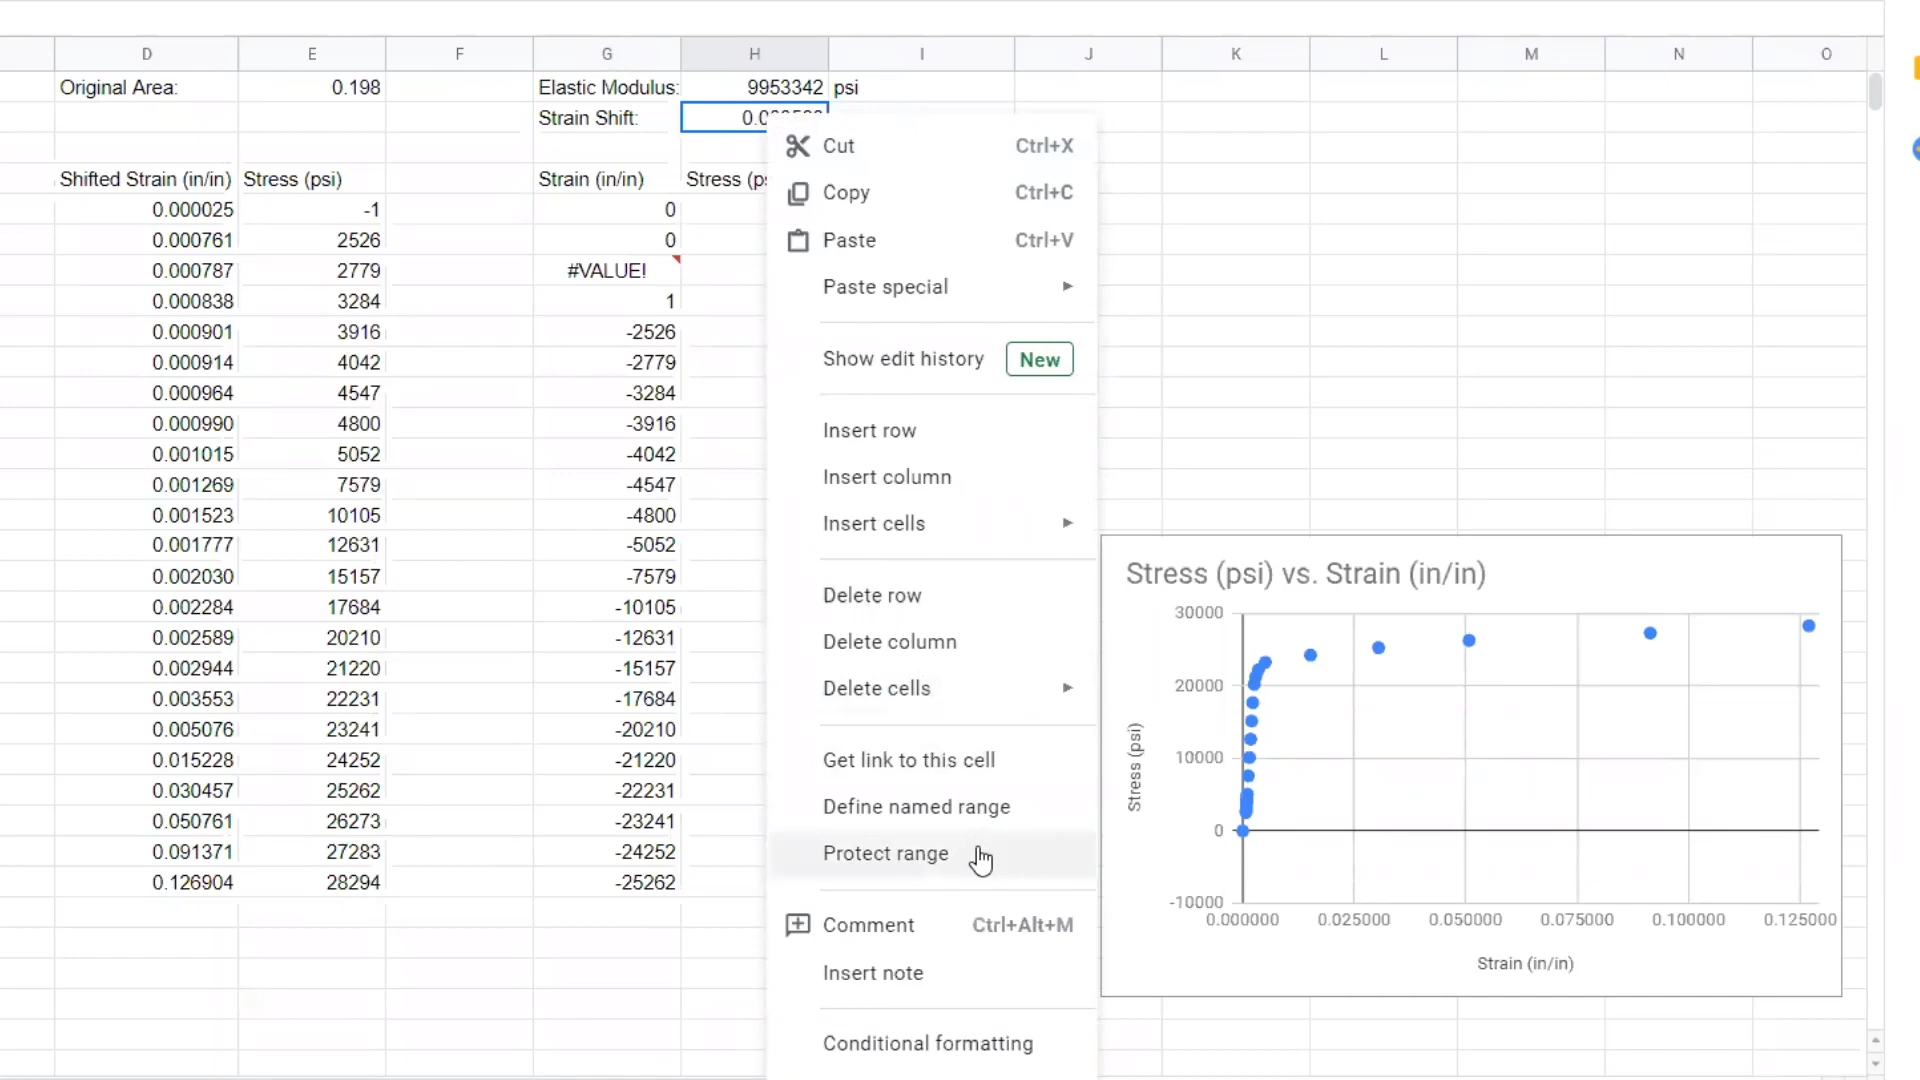 D E F G H I J K L M N O
Original Area: 0.198 Elastic Modulus: 9953342 psi
Strain Shift:
Shifted Strain (in/in) Stress (psi) Strain (in/in) Stress
0.000025 -1 0
0.000761 2526 0
0.000787 2779 #VALUE!
0.000838 3284 1
0.000901 3916 -2526
0.000914 4042 -2779
0.000964 4547 -3284
0.000990 4800 -3916
0.001015 5052 -4042
0.001269 7579 -4547
0.001523 10105 -4800
0.001777 12631 -5052
0.002030 15157 -7579
0.002284 17684 -10105
0.002589 20210 -12631
0.002944 21220 -15157
0.003553 22231 -17684
0.005076 23241 -20210
0.015228 24252 -21220
0.030457 25262 -22231
0.050761 26273 -23241
0.091371 27283 -24252
0.126904 28294 -25262
Cut Ctrl+X
Copy Ctrl+C
Paste Ctrl+V
Paste special
Show edit history New
Insert row
Insert column
Insert cells
Delete row
Delete column
Delete cells
Get link to this cell
Define named range
Protect range
Comment Ctrl+Alt+M
Insert note
Conditional formatting
Stress (psi) vs. Strain (in/in)
Stress (psi)
30000
20000
10000
0
-10000
0.000000 0.025000 0.050000 0.075000 0.100000 0.125000
Strain (in/in)